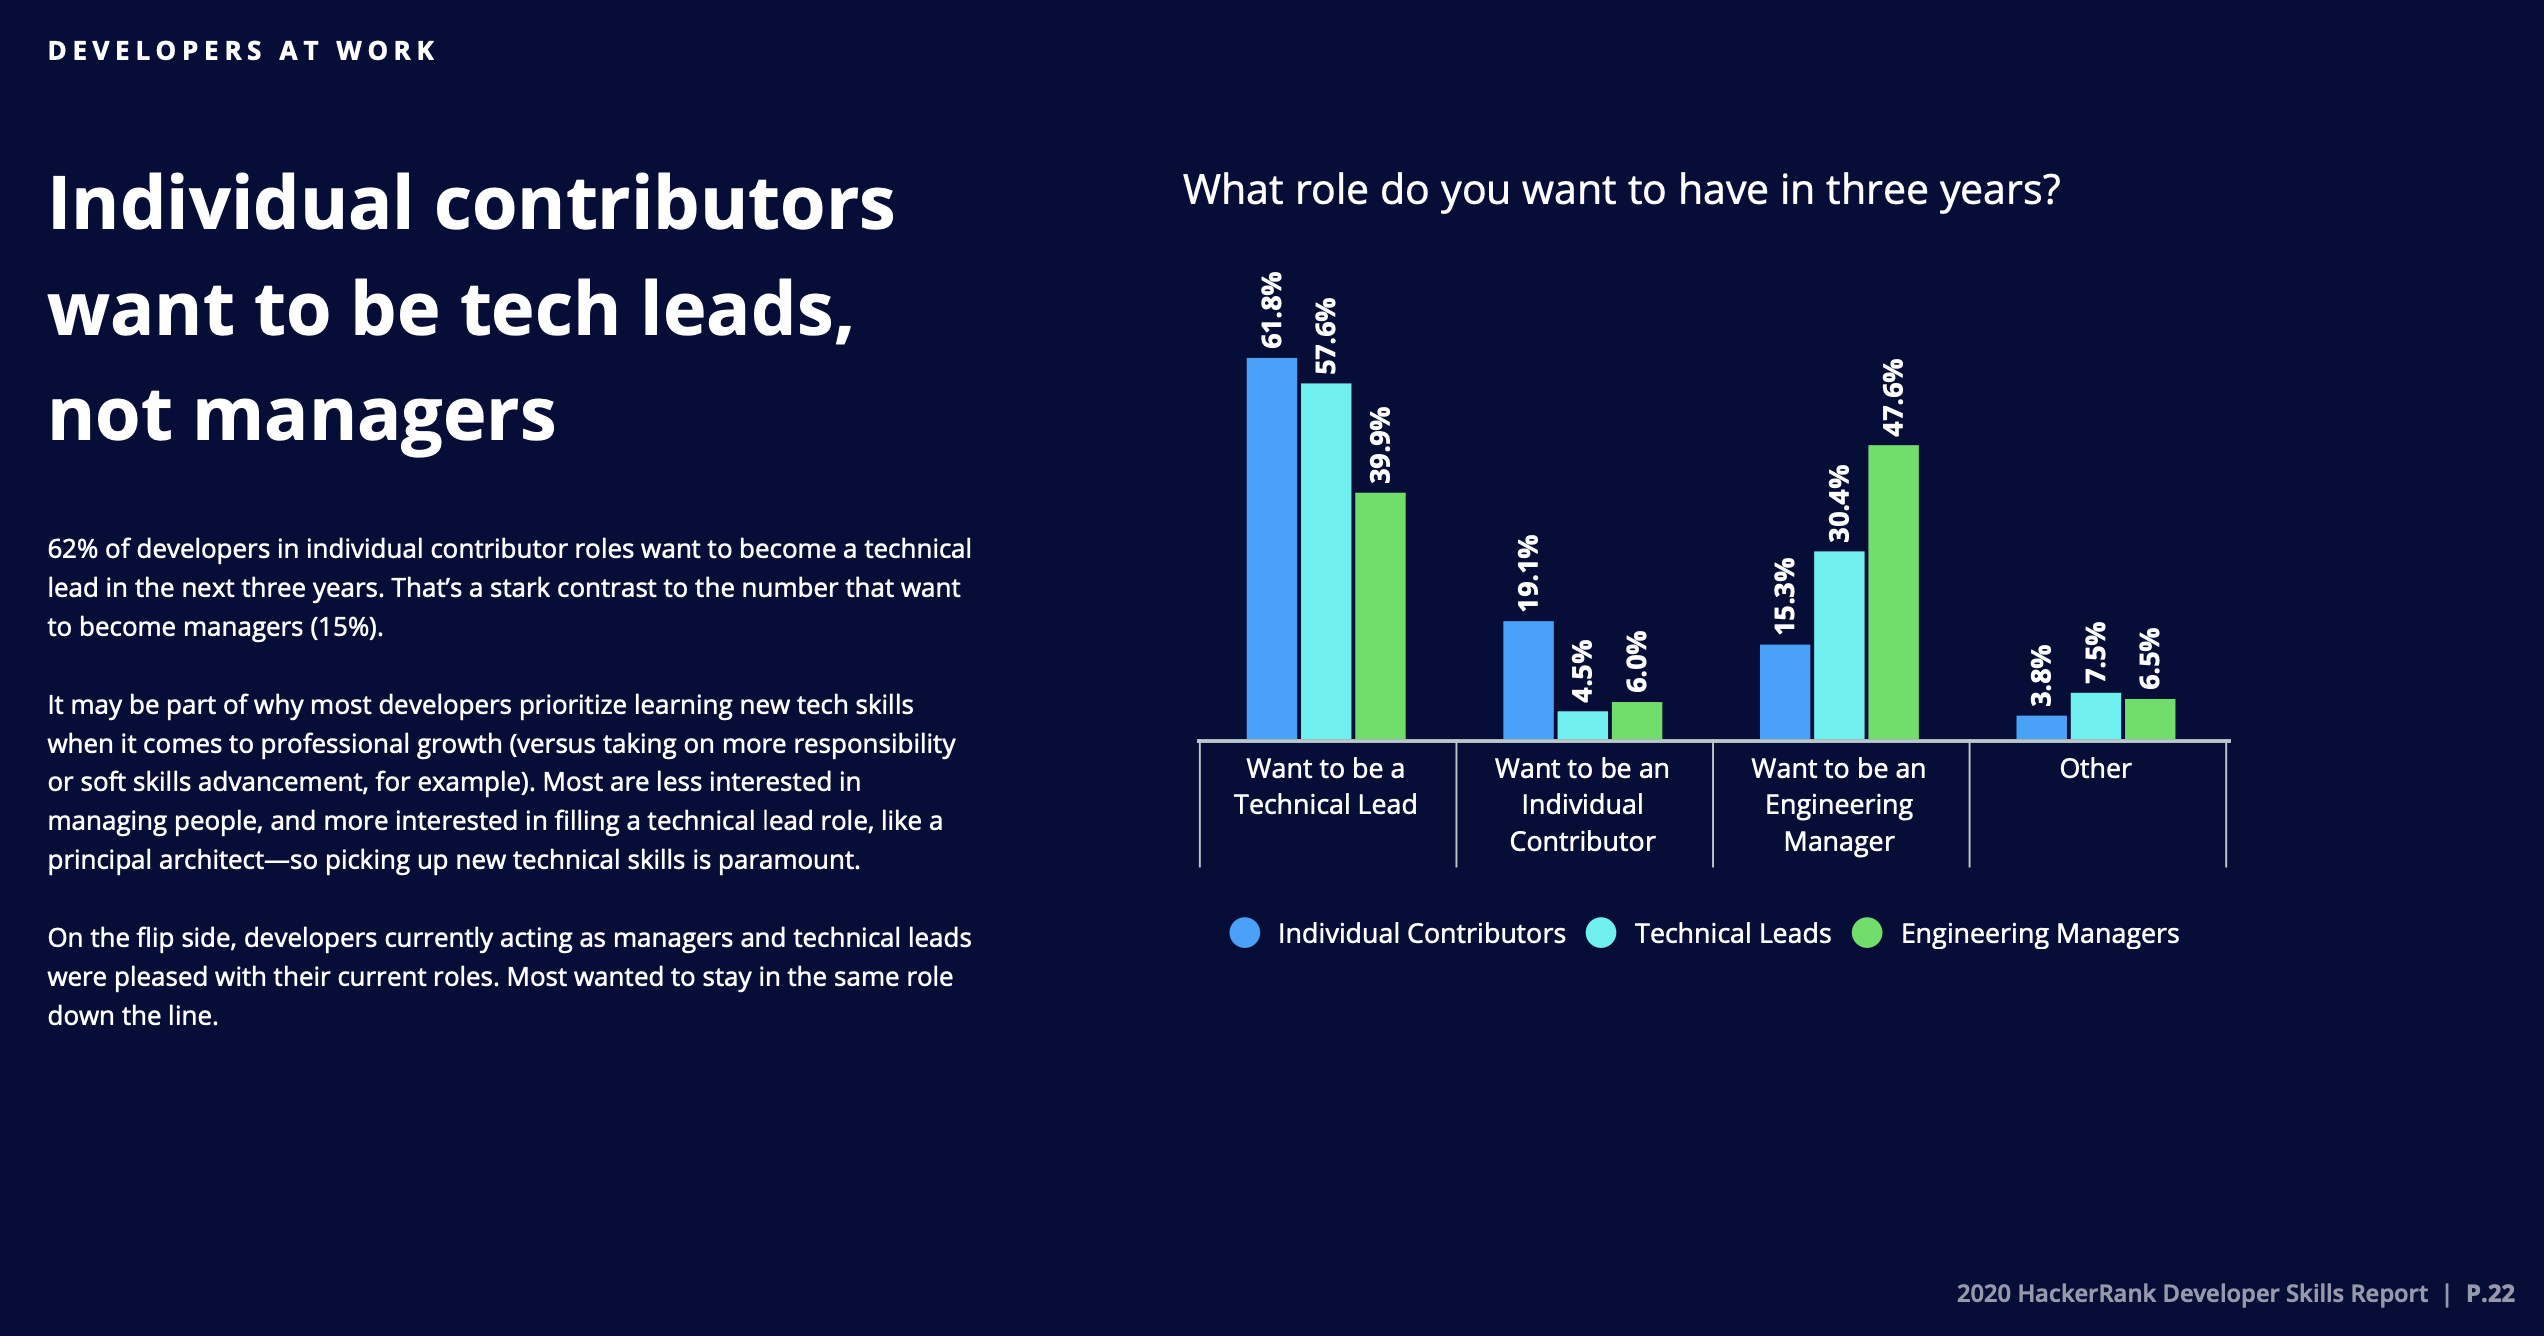 DEVELOPERS AT WORK
Individual contributors
want to be tech leads,
not managers
62% of developers in individual contributor roles want to become a technical
lead in the next three years. That’s a stark contrast to the number that want
to become managers (15%).
It may be part of why most developers prioritize learning new tech skills
when it comes to professional growth (versus taking on more responsibility
or soft skills advancement, for example). Most are less interested in
managing people, and more interested in filling a technical lead role, like a
principal architect—so picking up new technical skills is paramount.
On the flip side, developers currently acting as managers and technical leads
were pleased with their current roles. Most wanted to stay in the same role
down the line.
What role do you want to have in three years?
61.8%
57.6%
39.9%
19.1%
4.5%
6.0%
15.3%
30.4%
47.6%
3.8%
7.5%
6.5%
Want to be a
Technical Lead
Want to be an
Individual
Contributor
Want to be an
Engineering
Manager
Other
Individual Contributors
Technical Leads
Engineering Managers
2020 HackerRank Developer Skills Report | P.22